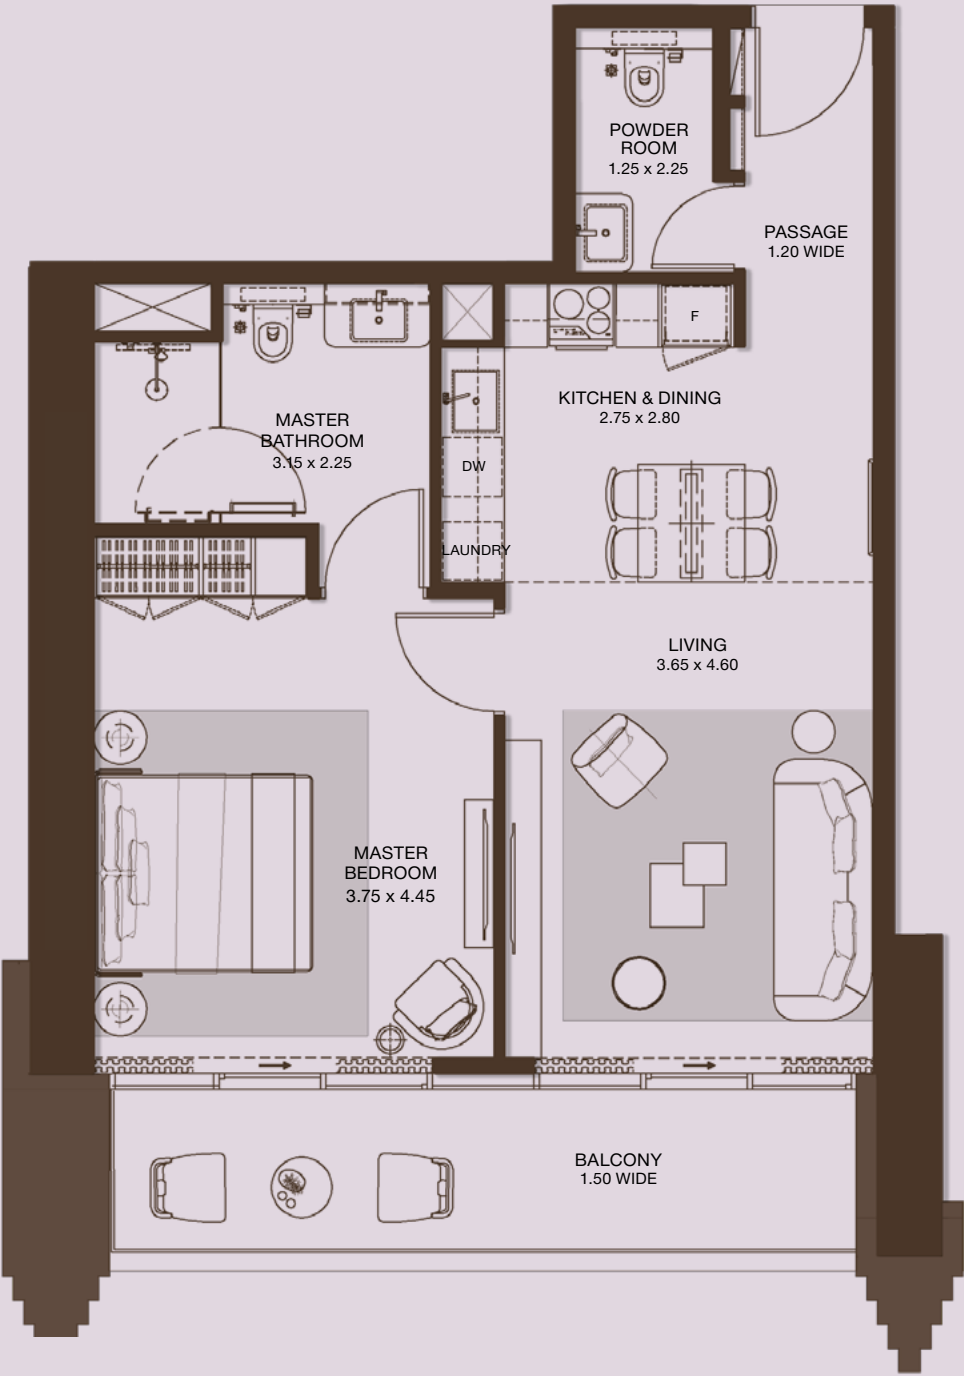 POWDER
ROOM
1.25 x 2.25
PASSAGE
1.20 WIDE
F
KITCHEN & DINING
2.75 x 2.80
MASTER
BATHROOM
3.15 x 2.25
DW
LAUNDRY
LIVING
3.65 x 4.60
MASTER
BEDROOM
3.75 x 4.45
BALCONY
1.50 WIDE